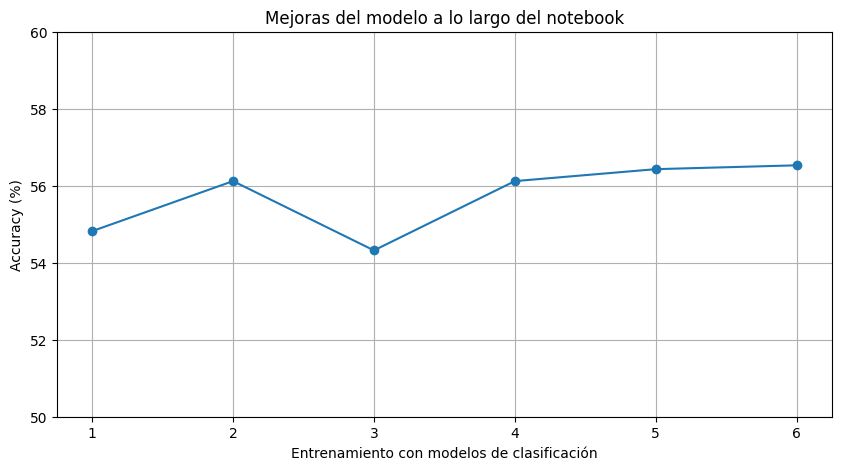 Mejoras del modelo a lo largo del notebook
60
58
56
54
52
50
Accuracy (%)
1 2 3 4 5 6
Entrenamiento con modelos de clasificación